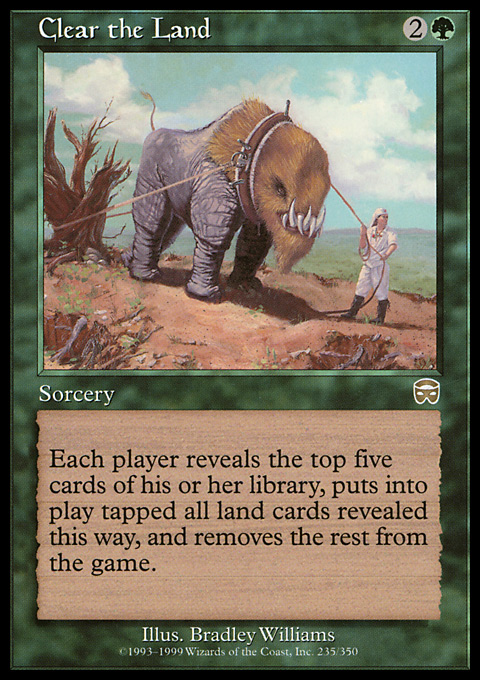 Clear the Land 2
Sorcery
Each player reveals the top five
cards of his or her library, puts into
play tapped all land cards revealed
this way, and removes the rest from
the game.
Illus. Bradley Williams
©1993–1999 Wizards of the Coast, Inc. 235/350